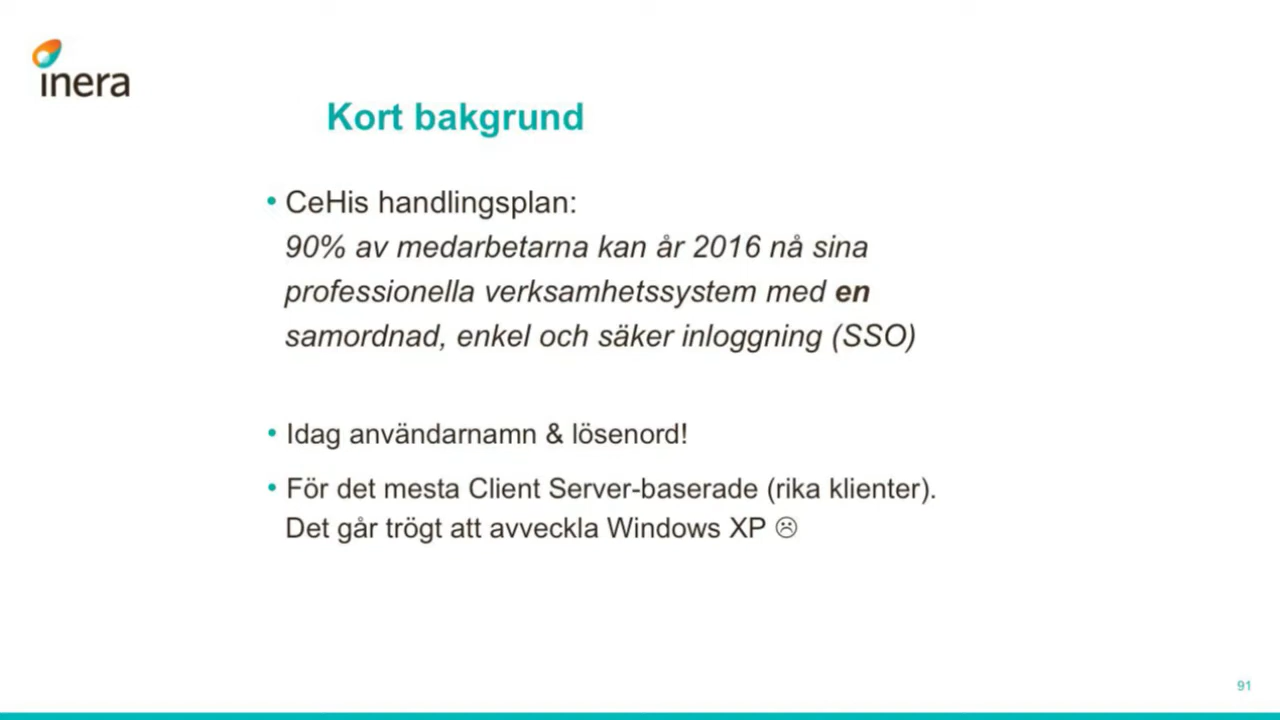 inera
Kort bakgrund
• CeHis handlingsplan:
90% av medarbetarna kan år 2016 nå sina
professionella verksamhetssystem med en
samordnad, enkel och säker inloggning (SSO)
• Idag användarnamn & lösenord!
• För det mesta Client Server-baserade (rika klienter).
Det går trögt att avveckla Windows XP ☹
91